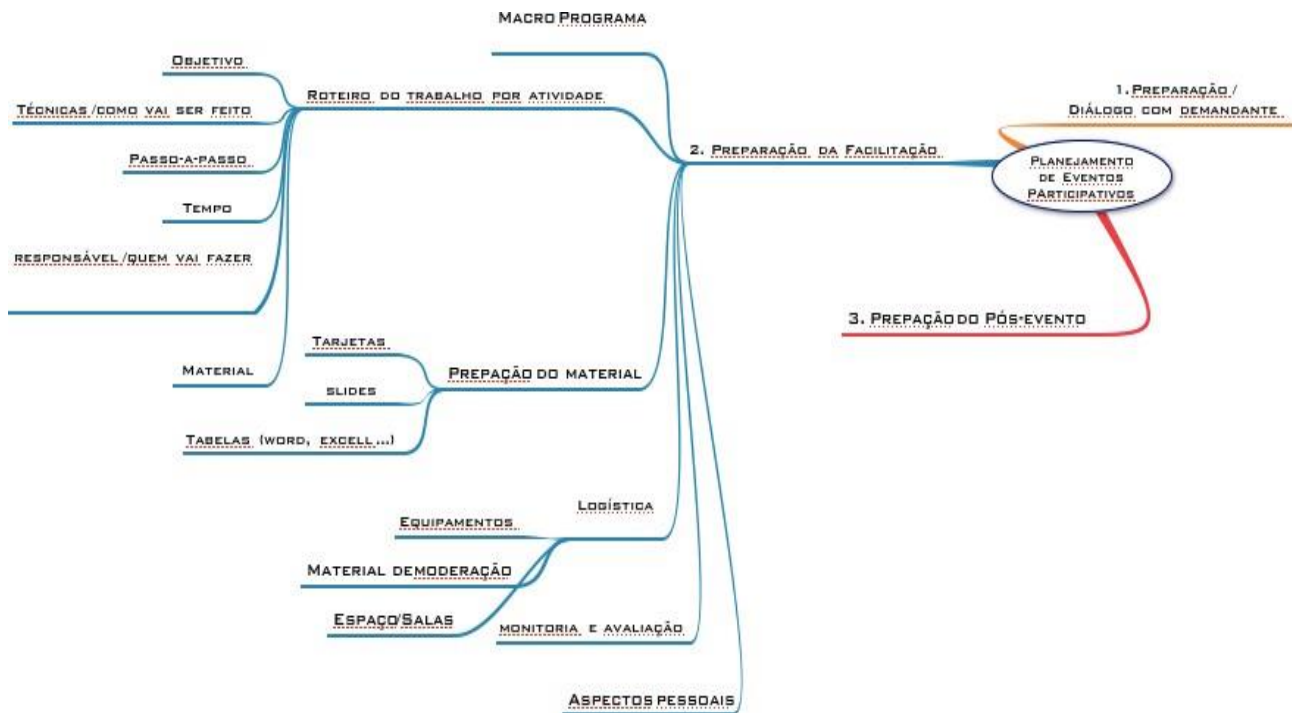 MACRO PROGRAMA
OBJETIVO
TÉCNICAS /COMO VAI SER FEITO
PASSO-A-PASSO
TEMPO
RESPONSÁVEL /QUEM VAI FAZER
MATERIAL
ROTEIRO DO TRABALHO POR ATIVIDADE
TARJETAS
SLIDES
TABELAS (WORD, EXCELL...)
PREPAÇÃO DO MATERIAL
LOGÍSTICA
EQUIPAMENTOS
MATERIAL DEMODERAÇÃO
ESPAÇO/SALAS
MONITORIA E AVALIAÇÃO
ASPECTOS PESSOAIS
2. PREPARAÇÃO DA FACILITAÇÃO
1. PREPARAÇÃO /
DIÁLOGO COM DEMANDANTE
PLANEJAMENTO
DE EVENTOS
PARTICIPATIVOS
3. PREPAÇÃO DO PÓS-EVENTO